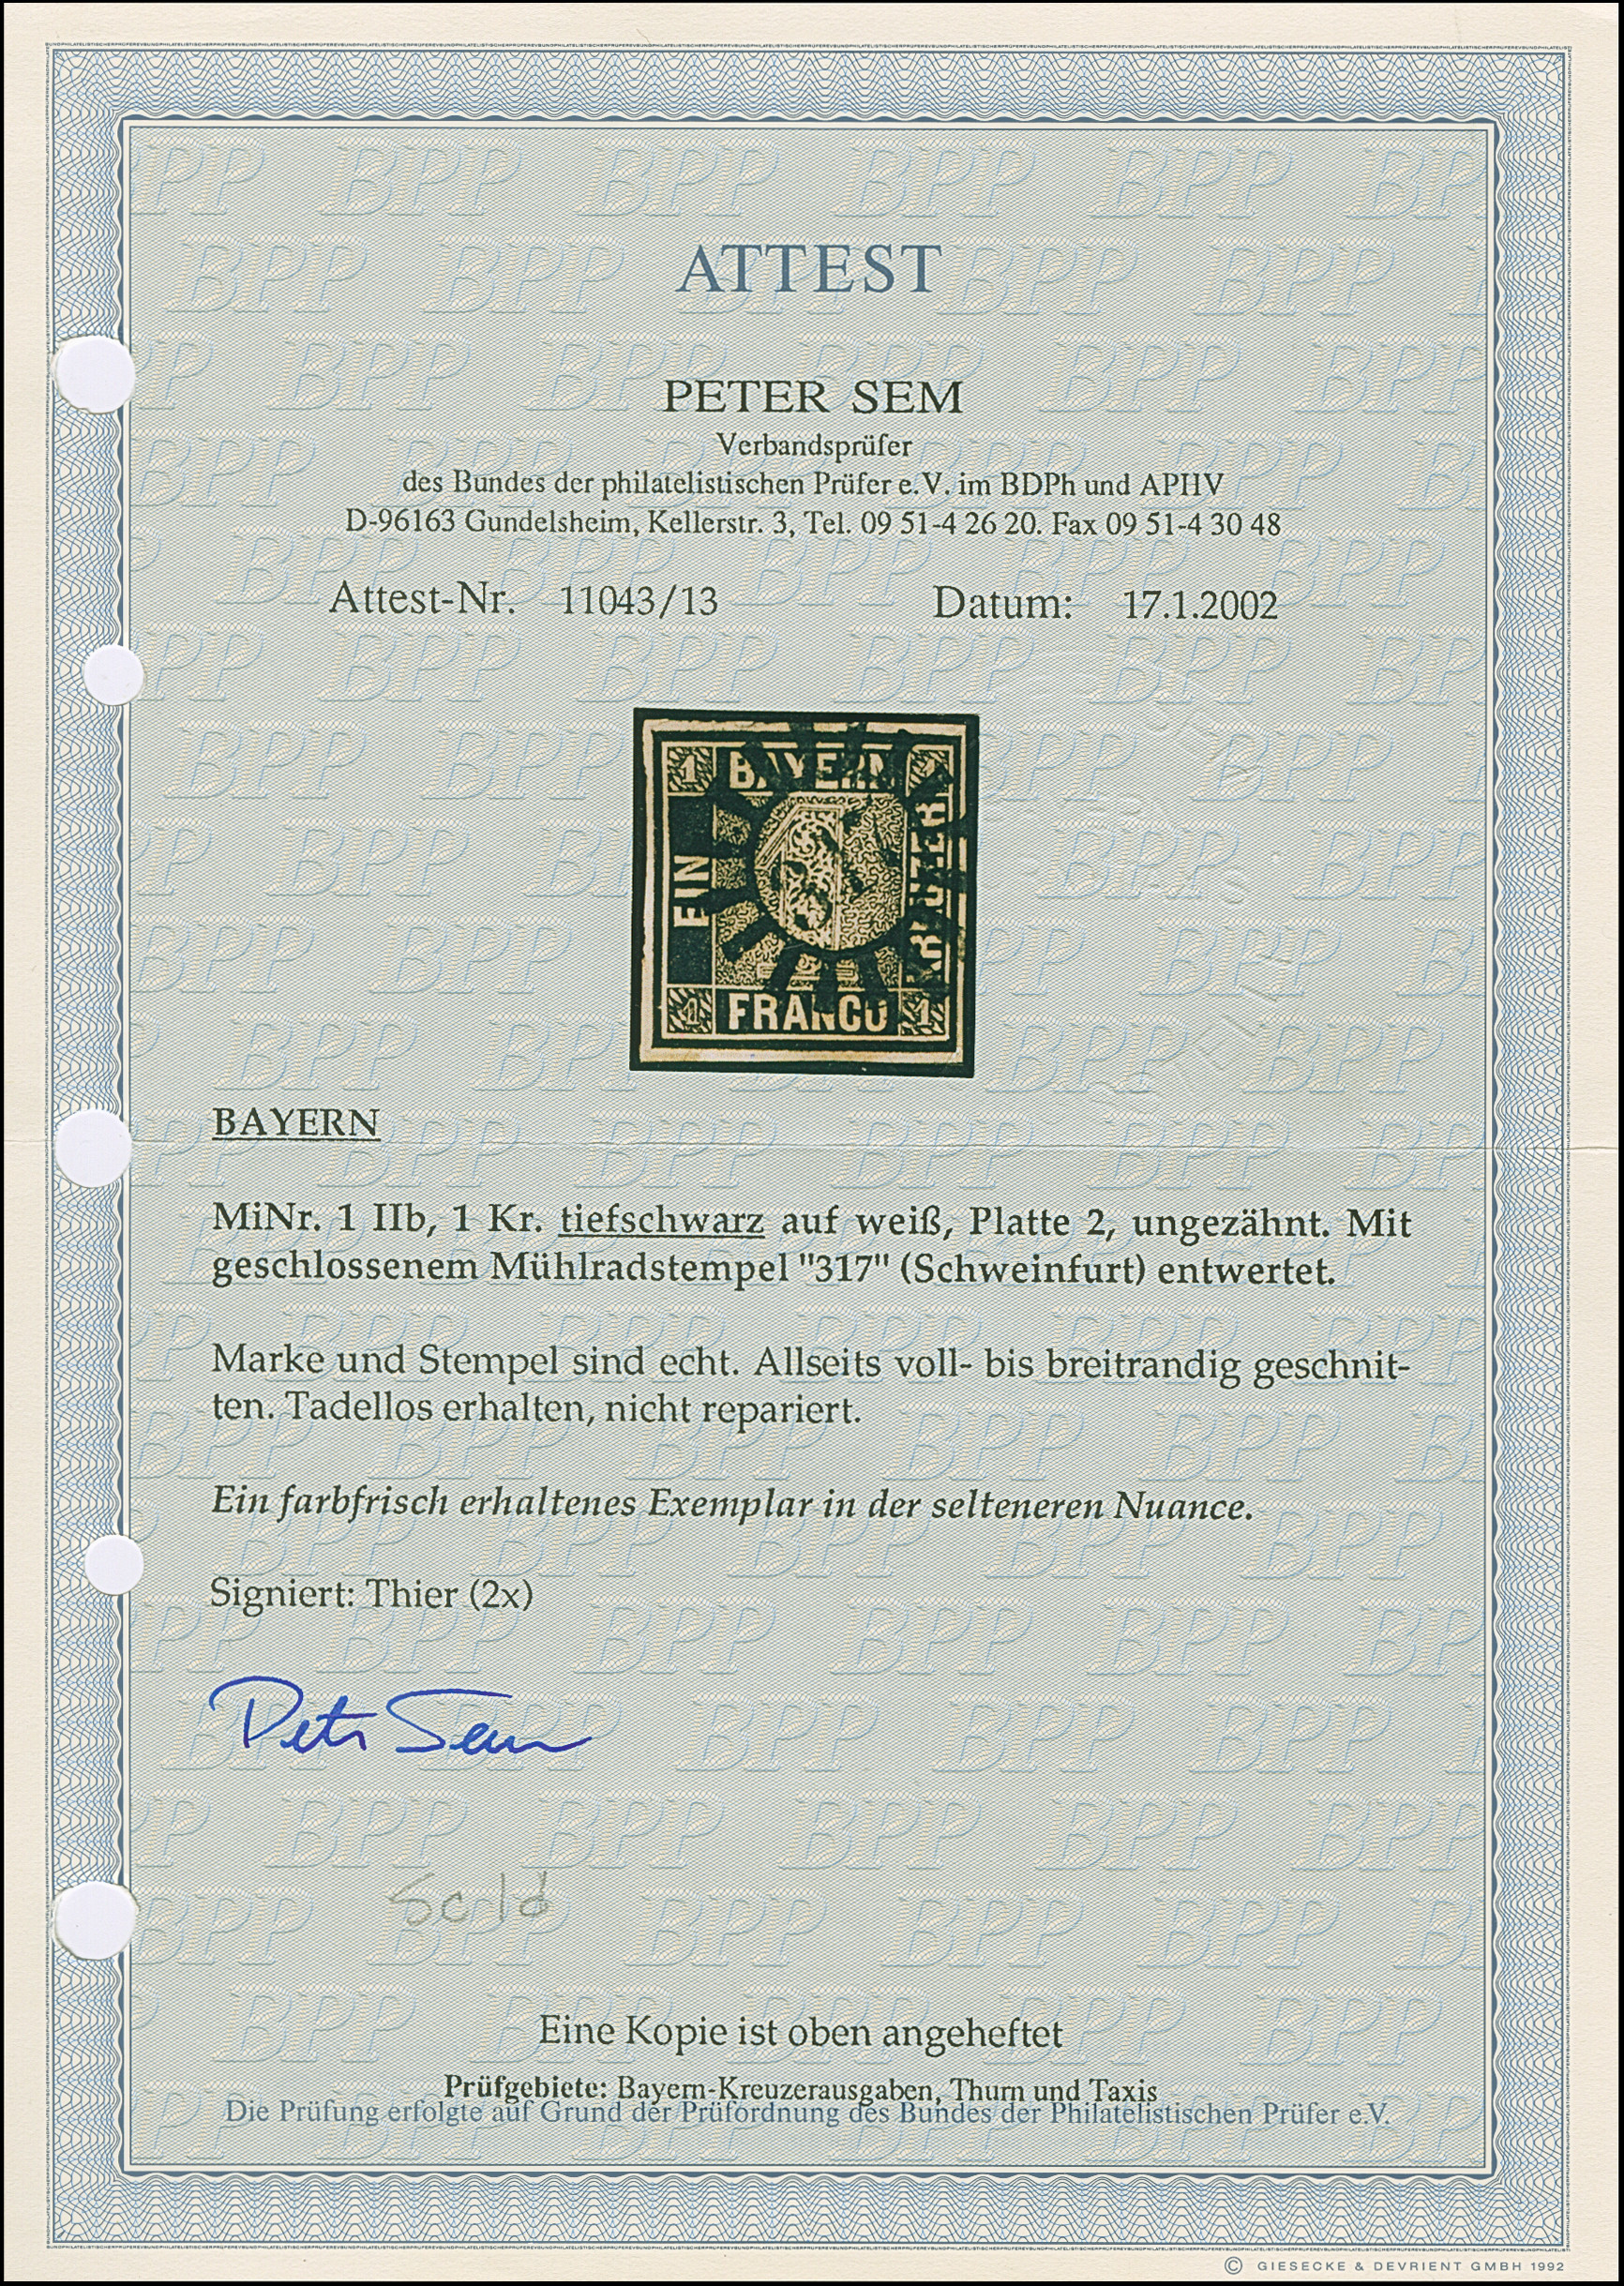 ATTEST
PETER SEM
Verbandsprüfer
des Bundes der philatelistischen Prüfer e.V. im BDPh und APHV
D-96163 Gundelsheim, Kellerstr. 3, Tel. 09 51-4 26 20. Fax 09 51-4 30 48
Attest-Nr. 11043/13 Datum: 17.1.2002
1 BAYERN 1
EIN
KREUZER
1 FRANCO 1
BAYERN
MiNr. 1 IIb, 1 Kr. tiefschwarz auf weiß, Platte 2, ungezähnt. Mit
geschlossenem Mühlradstempel "317" (Schweinfurt) entwertet.
Marke und Stempel sind echt. Allseits voll- bis breitrandig geschnit-
ten. Tadellos erhalten, nicht repariert.
Ein farbfrisch erhaltenes Exemplar in der selteneren Nuance.
Signiert: Thier (2x)
Peter Sem
Sold
Eine Kopie ist oben angeheftet
Prüfgebiete: Bayern-Kreuzerausgaben, Thurn und Taxis
Die Prüfung erfolgte auf Grund der Prüfordnung des Bundes der Philatelistischen Prüfer e.V.
© GIESECKE & DEVRIENT GMBH 1992